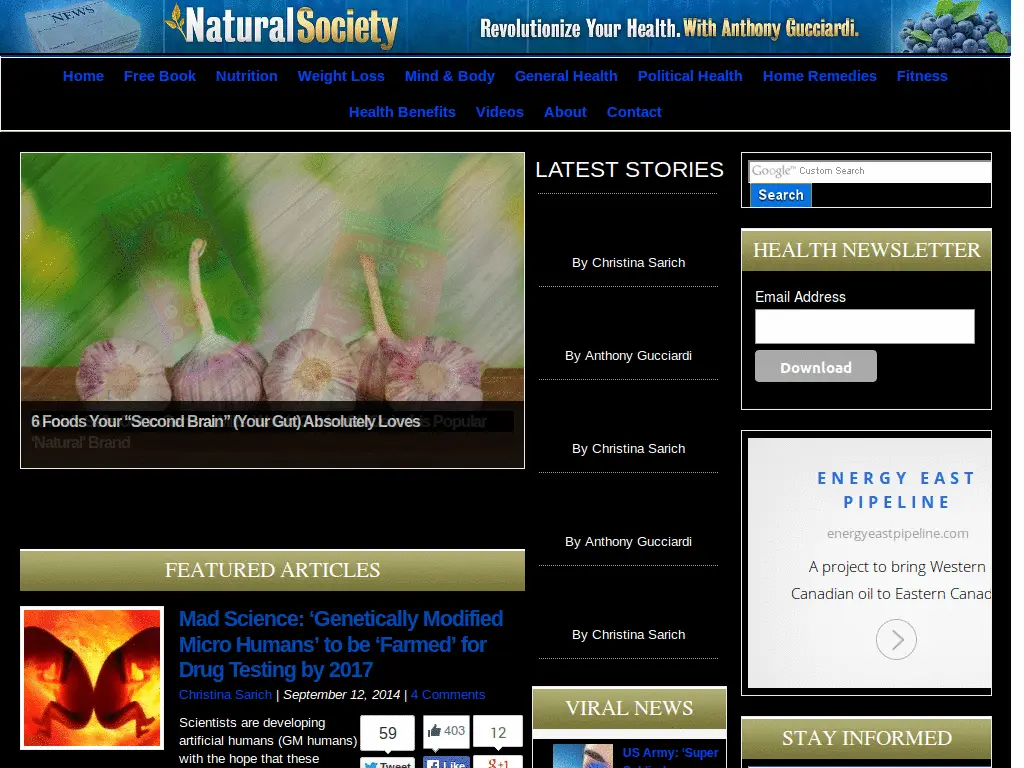 NEWS
NaturalSociety
Revolutionize Your Health. With Anthony Gucciardi.
Home Free Book Nutrition Weight Loss Mind & Body General Health Political Health Home Remedies Fitness
Health Benefits Videos About Contact
6 Foods Your “Second Brain” (Your Gut) Absolutely Loves
is Popular
‘Natural’ Brand
FEATURED ARTICLES
Mad Science: ‘Genetically Modified
Micro Humans’ to be ‘Farmed’ for
Drug Testing by 2017
Christina Sarich | September 12, 2014 | 4 Comments
Scientists are developing
artificial humans (GM humans)
with the hope that these
59
403
12
Tweet
Like
g+1
LATEST STORIES
By Christina Sarich
By Anthony Gucciardi
By Christina Sarich
By Anthony Gucciardi
By Christina Sarich
VIRAL NEWS
US Army: ‘Super
Google™ Custom Search
Search
HEALTH NEWSLETTER
Email Address
Download
ENERGY EAST
PIPELINE
energyeastpipeline.com
A project to bring Western
Canadian oil to Eastern Canad
STAY INFORMED